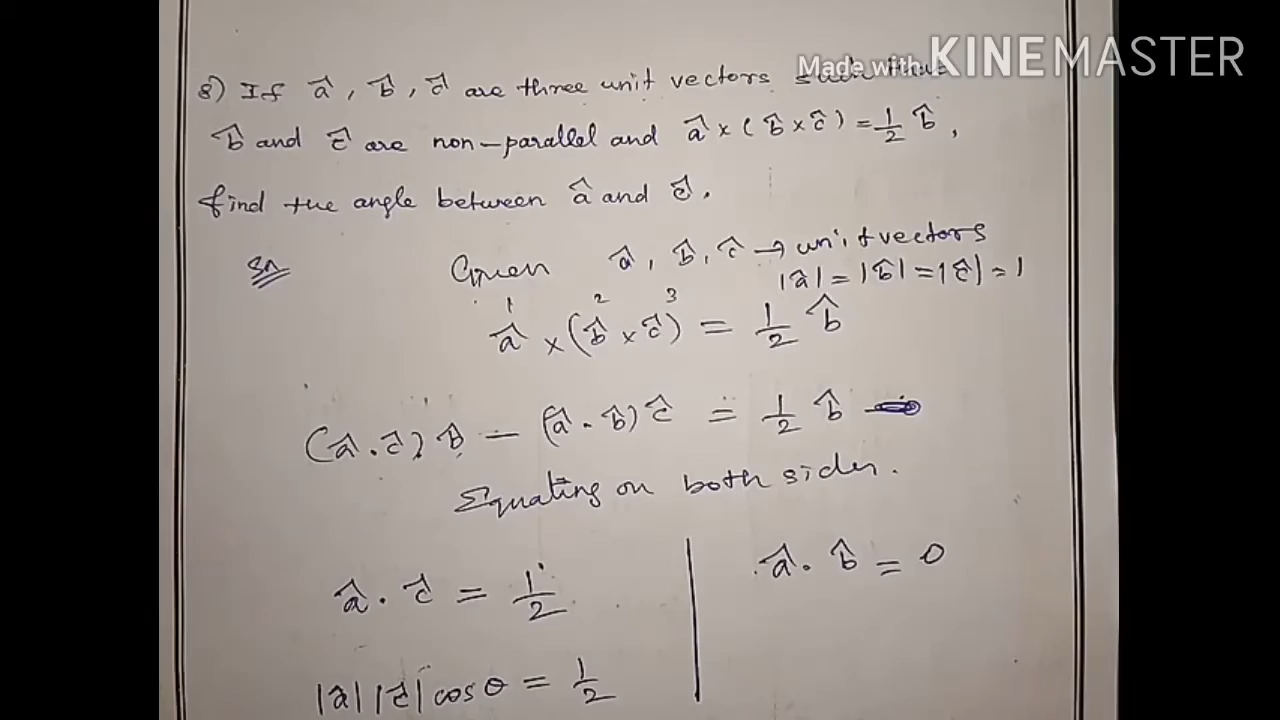 Made with KINEMASTER
8) If â, b̂, ĉ are three unit vectors such that
b̂ and ĉ are non-parallel and â × (b̂ × ĉ) = 1/2 b̂,
find the angle between â and ĉ.
Sn Given â, b̂, ĉ → unit vectors
|â| = |b̂| = |ĉ| = 1
1 2 3
â × (b̂ × ĉ) = 1/2 b̂
(â . ĉ) b̂ − (â . b̂) ĉ = 1/2 b̂
Equating on both sides.
â . ĉ = 1/2 â . b̂ = 0
|â| |ĉ| cos θ = 1/2